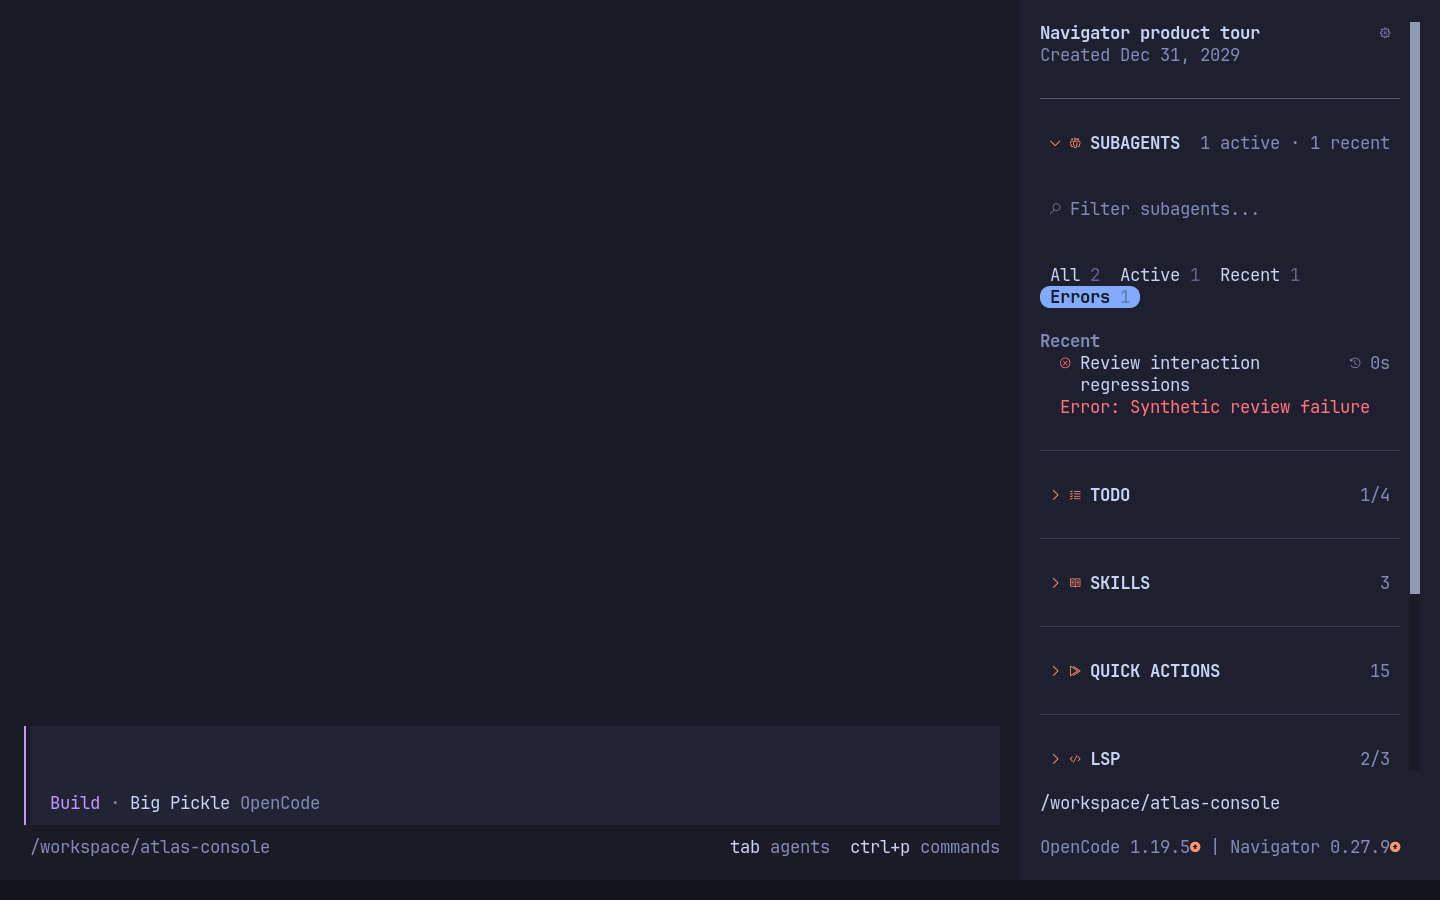 Navigator product tour
Created Dec 31, 2029
SUBAGENTS 1 active · 1 recent
Filter subagents...
All 2 Active 1 Recent 1
Errors 1
Recent
Review interaction 0s
regressions
Error: Synthetic review failure
TODO 1/4
SKILLS 3
QUICK ACTIONS 15
LSP 2/3
/workspace/atlas-console
OpenCode 1.19.5 | Navigator 0.27.9
Build · Big Pickle OpenCode
/workspace/atlas-console tab agents ctrl+p commands